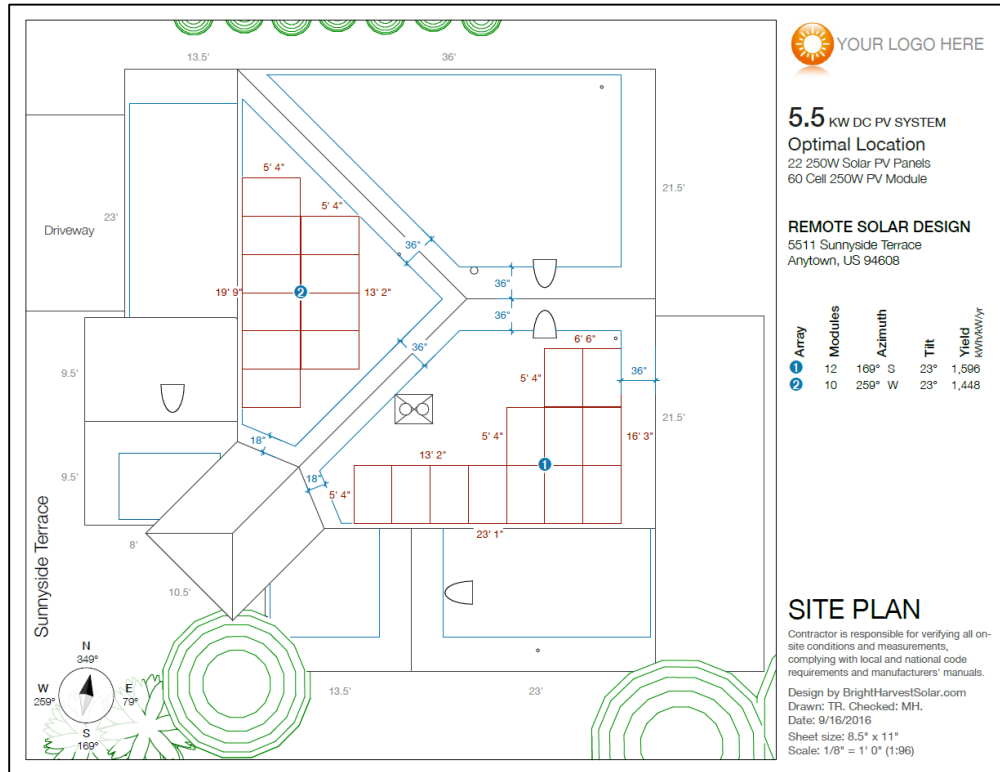 13.5'
36'
YOUR LOGO HERE
5.5 KW DC PV SYSTEM
Optimal Location
22 250W Solar PV Panels
60 Cell 250W PV Module
5' 4"
21.5'
5' 4"
23'
Driveway
REMOTE SOLAR DESIGN
5511 Sunnyside Terrace
Anytown, US 94608
36"
36"
19' 9"
2
13' 2"
36"
36"
Array
Modules
Azimuth
Tilt
Yield
kWh/kW/yr
1 12 169° S 23° 1,596
2 10 259° W 23° 1,448
6' 6"
9.5'
5' 4"
36"
21.5'
18"
5' 4"
16' 3"
13' 2"
1
9.5'
18"
5' 4"
23' 1"
8'
Sunnyside Terrace
10.5'
SITE PLAN
Contractor is responsible for verifying all on-
site conditions and measurements,
complying with local and national code
requirements and manufacturers' manuals.
N
349°
W
259°
E
79°
S
169°
13.5'
23'
Design by BrightHarvestSolar.com
Drawn: TR. Checked: MH.
Date: 9/16/2016
Sheet size: 8.5" x 11"
Scale: 1/8" = 1' 0" (1:96)